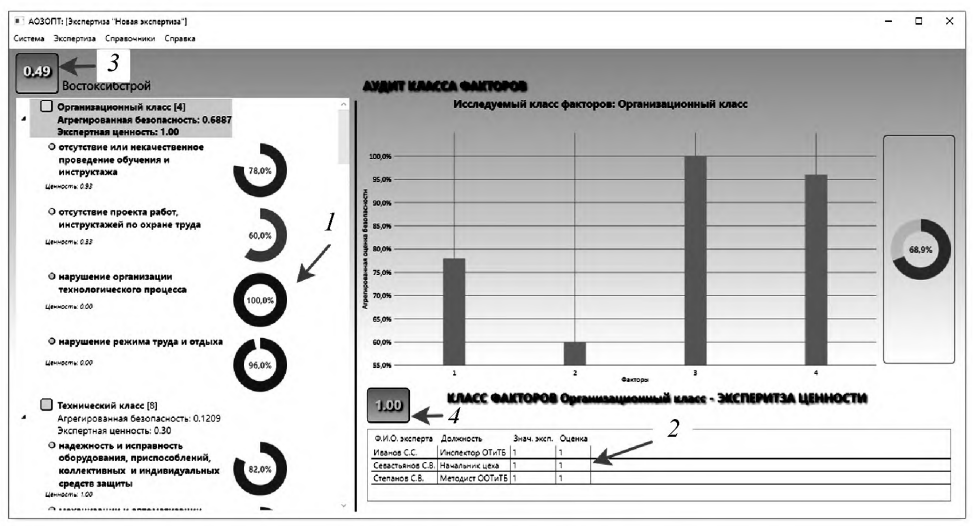 АОЗОПТ: [Экспертиза "Новая экспертиза"]
Система Экспертиза Справочники Справка
0.49
3
Востоксибстрой
Организационный класс [4]
Агрегированная безопасность: 0.6887
Экспертная ценность: 1.00
отсутствие или некачественное
проведение обучения и
инструктажа
Ценность: 0.93
78,0%
отсутствие проекта работ,
инструктажей по охране труда
Ценность: 0.33
60,0%
1
нарушение организации
технологического процесса
Ценность: 0.00
100,0%
нарушение режима труда и отдыха
Ценность: 0.00
96,0%
Технический класс [8]
Агрегированная безопасность: 0.1209
Экспертная ценность: 0.30
надежность и исправность
оборудования, приспособлений,
коллективных и индивидуальных
средств защиты
Ценность: 1.00
82,0%
механизации и автоматизации
АУДИТ КЛАССА ФАКТОРОВ
Исследуемый класс факторов: Организационный класс
Агрегированная оценка безопасности
100,0%
95,0%
90,0%
85,0%
80,0%
75,0%
70,0%
65,0%
60,0%
55,0%
1 2 3 4
Факторы
68,9%
1.00
4
КЛАСС ФАКТОРОВ Организационный класс - ЭКСПЕРИТЗА ЦЕННОСТИ
2
Ф.И.О. эксперта Должность Знач. эксп. Оценка
Иванов С.С. Инспектор ОТиТБ 1 1
Севастьянов С.В. Начальник цеха 1 1
Степанов С.В. Методист ООТиТБ 1 1